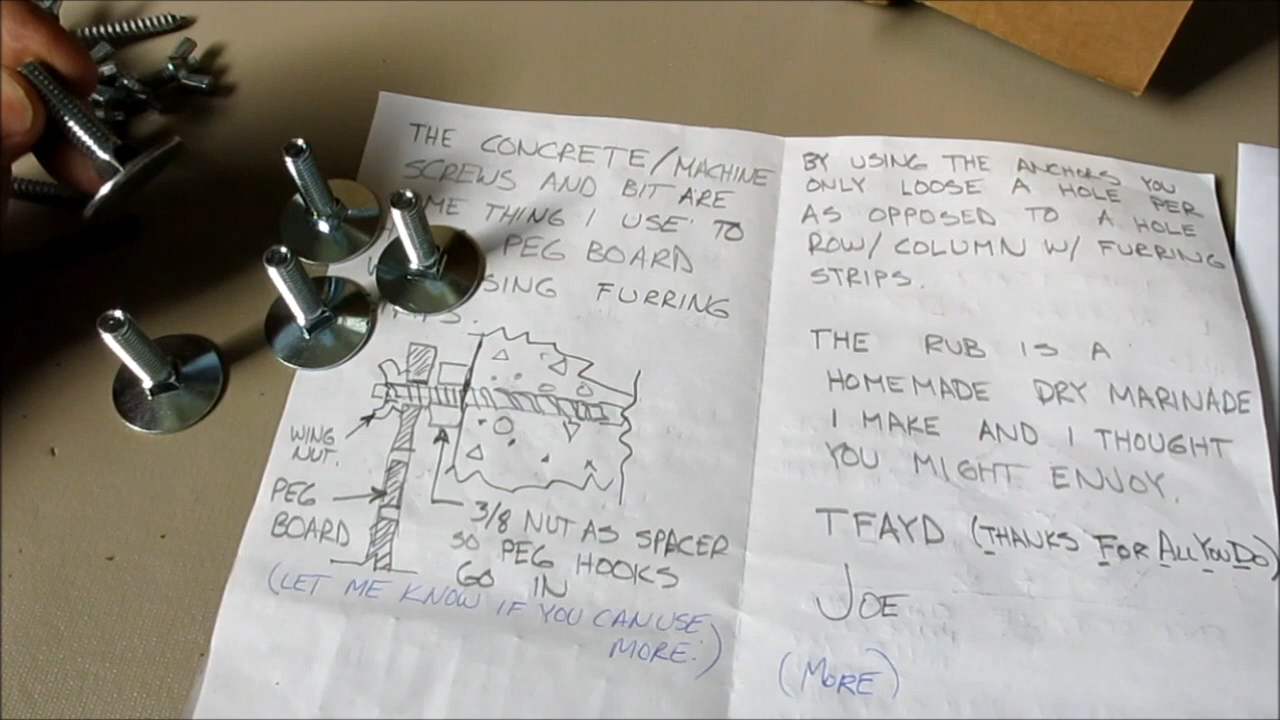 THE CONCRETE/MACHINE
SCREWS AND BIT ARE
THING I USE TO
PEG BOARD
FURRING
WING
NUT.
PEG
BOARD
3/8 NUT AS SPACER
SO PEG HOOKS
GO IN
(LET ME KNOW IF YOU CAN USE
MORE.)
BY USING THE ANCHORS YOU
ONLY LOOSE A HOLE PER
AS OPPOSED TO A HOLE
ROW/COLUMN W/ FURRING
STRIPS.
THE RUB IS A
HOMEMADE DRY MARINADE
I MAKE AND I THOUGHT
YOU MIGHT ENJOY.
TFAYD (THANKS FOR ALL YOU DO)
JOE
(MORE)